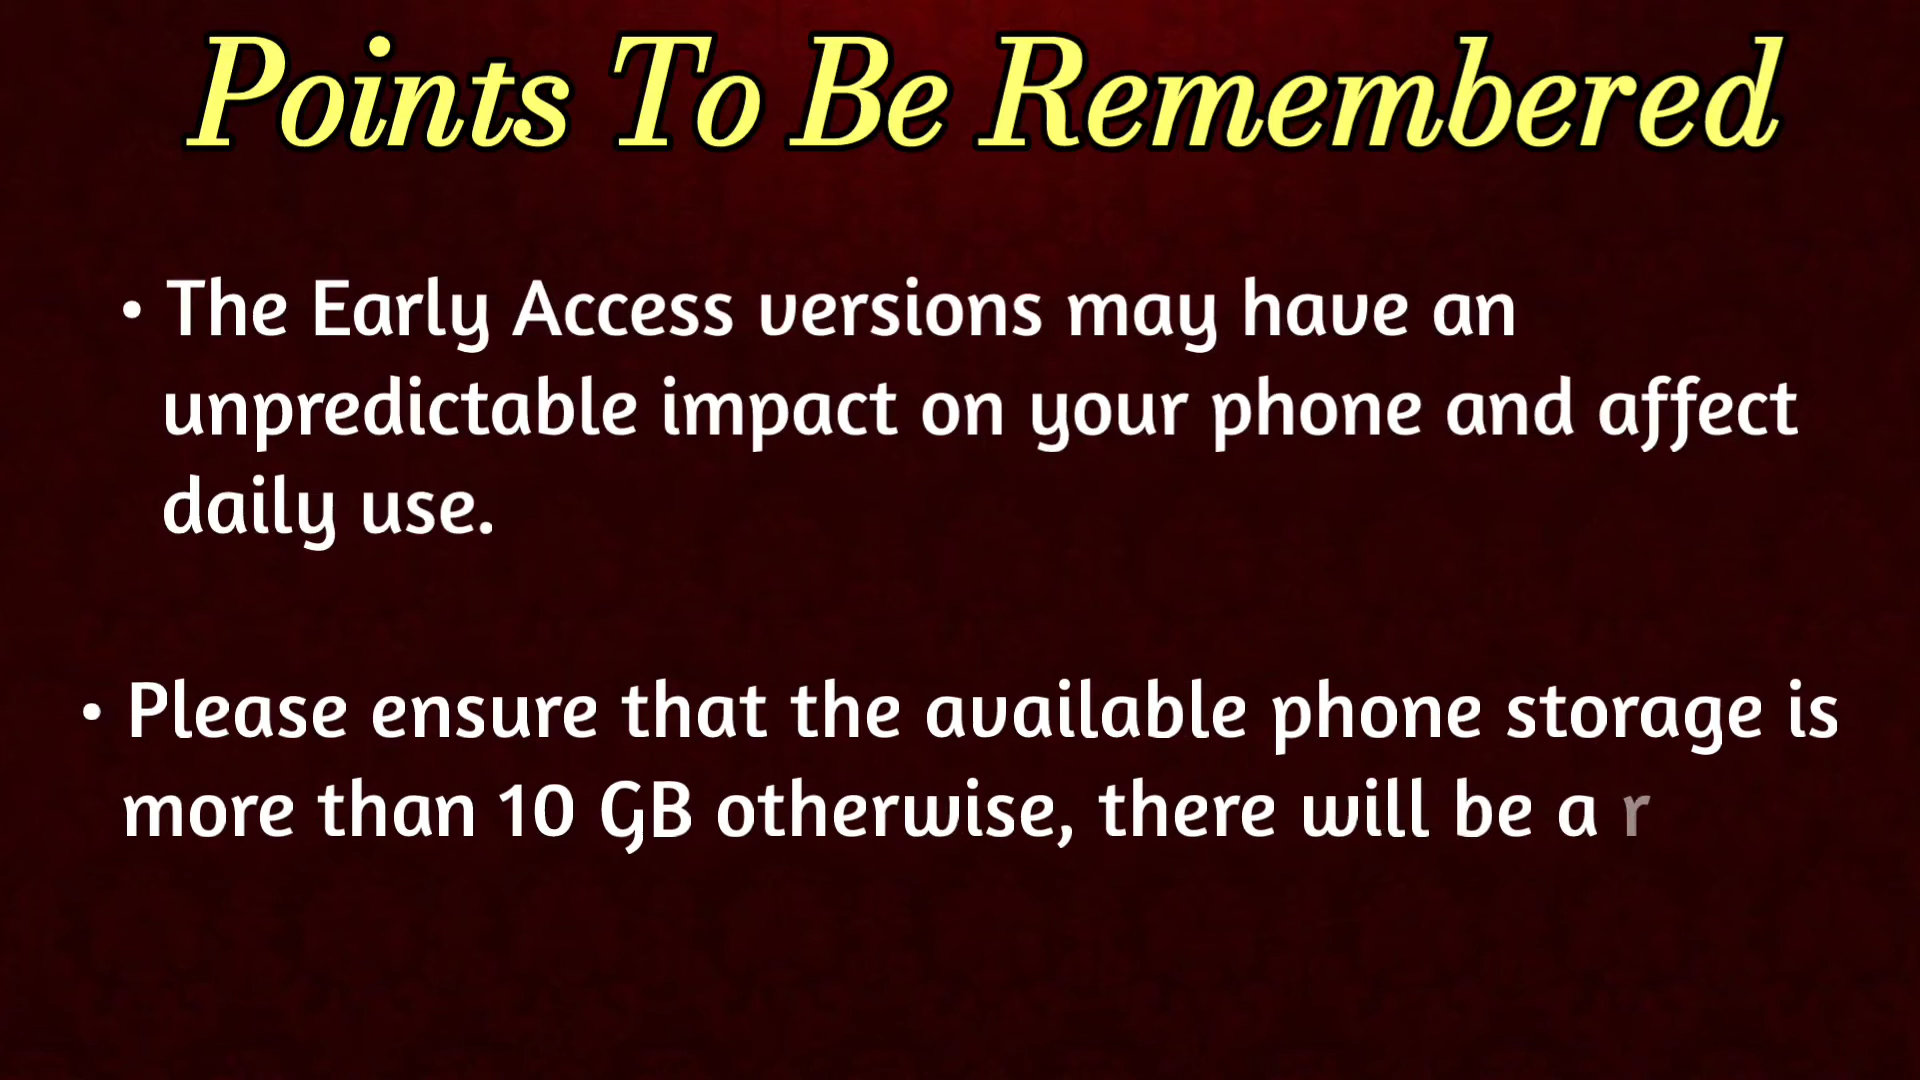 Points To Be Remembered
• The Early Access versions may have an
unpredictable impact on your phone and affect
daily use.
• Please ensure that the available phone storage is
more than 10 GB otherwise, there will be a r